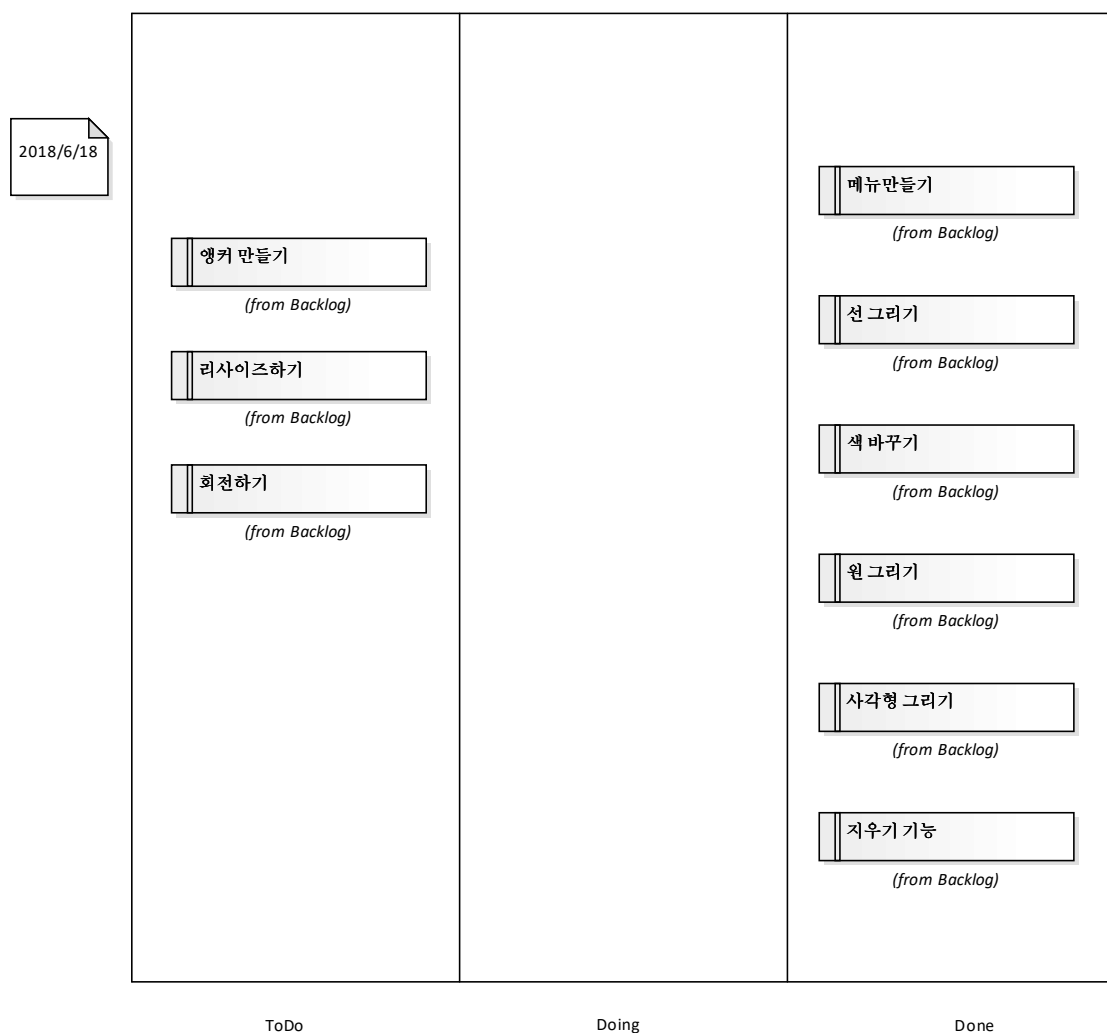 2018/6/18
앵커 만들기
(from Backlog)
리사이즈하기
(from Backlog)
회전하기
(from Backlog)
메뉴만들기
(from Backlog)
선 그리기
(from Backlog)
색 바꾸기
(from Backlog)
원 그리기
(from Backlog)
사각형 그리기
(from Backlog)
지우기 기능
(from Backlog)
ToDo
Doing
Done